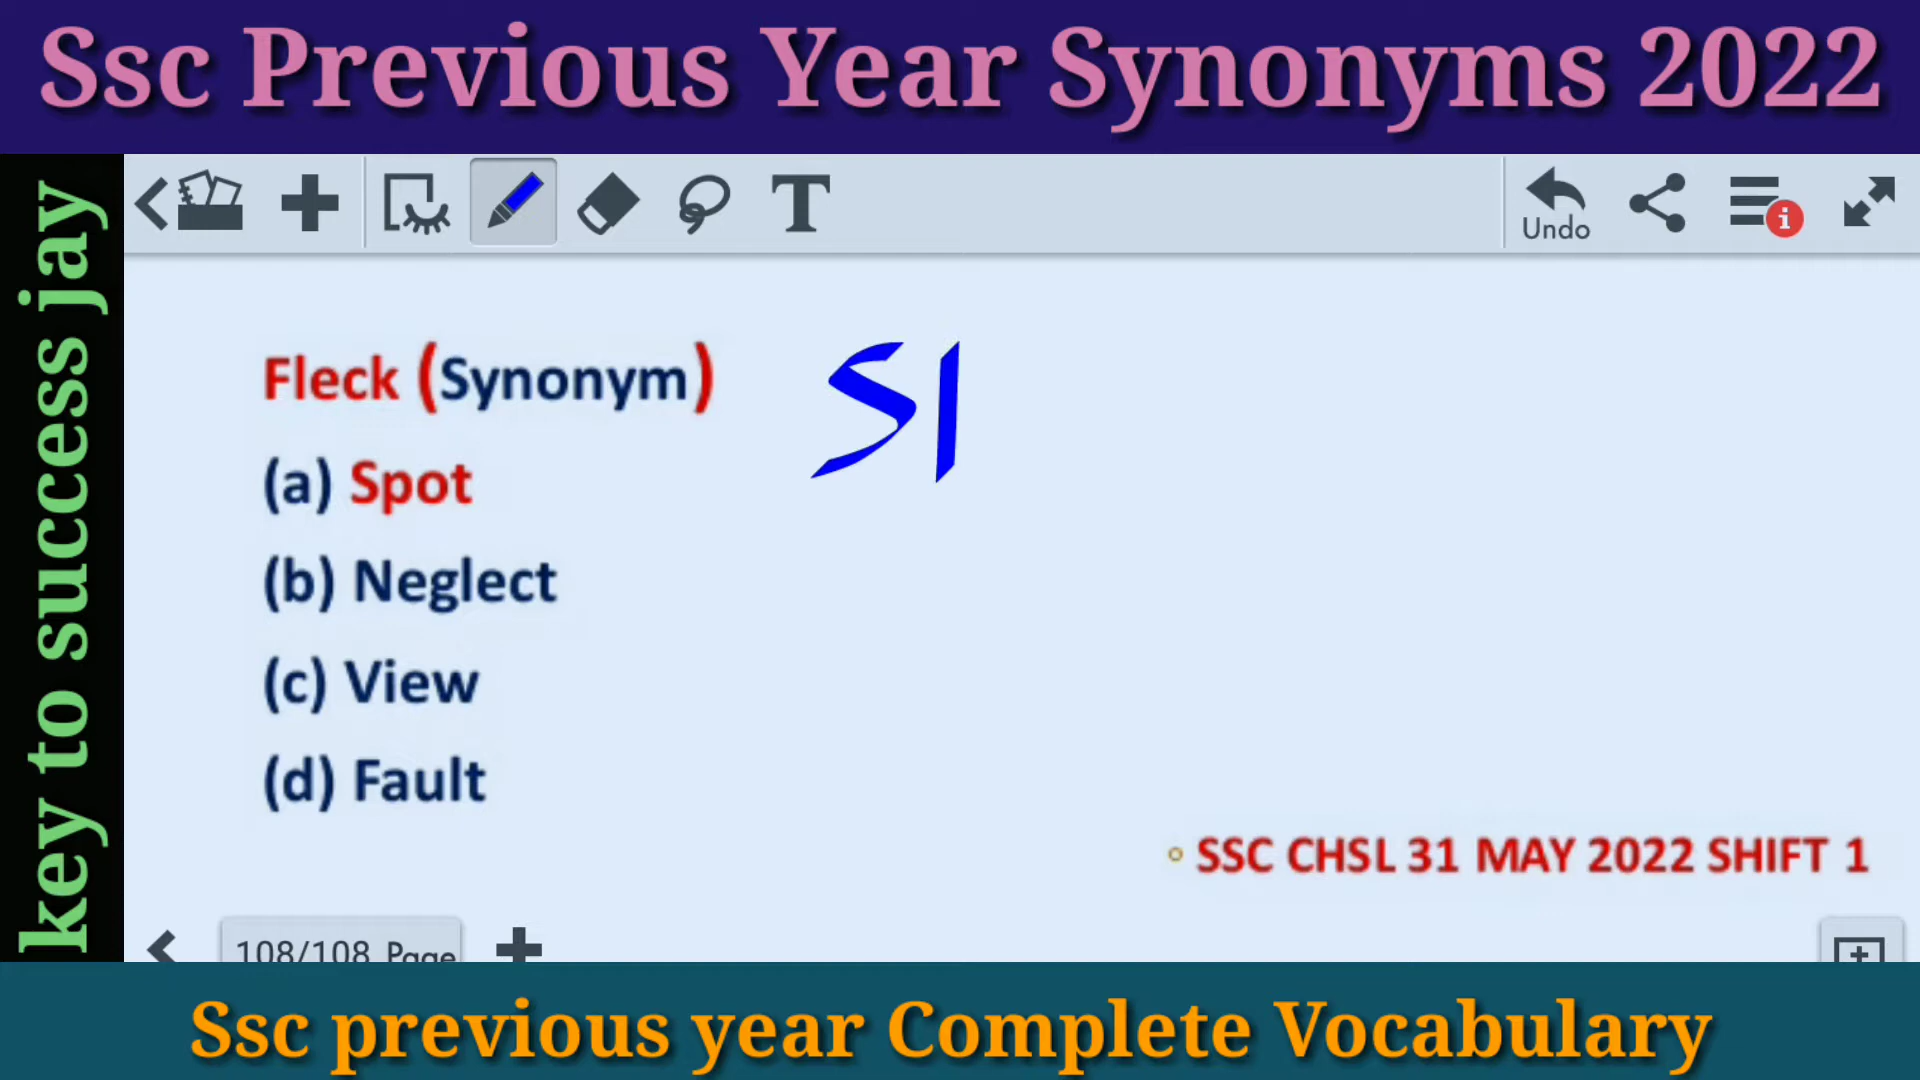 Ssc Previous Year Synonyms 2022
key to success jay
T
Undo
i
Fleck (Synonym)
S1
(a) Spot
(b) Neglect
(c) View
(d) Fault
SSC CHSL 31 MAY 2022 SHIFT 1
108/108 Page
Ssc previous year Complete Vocabulary